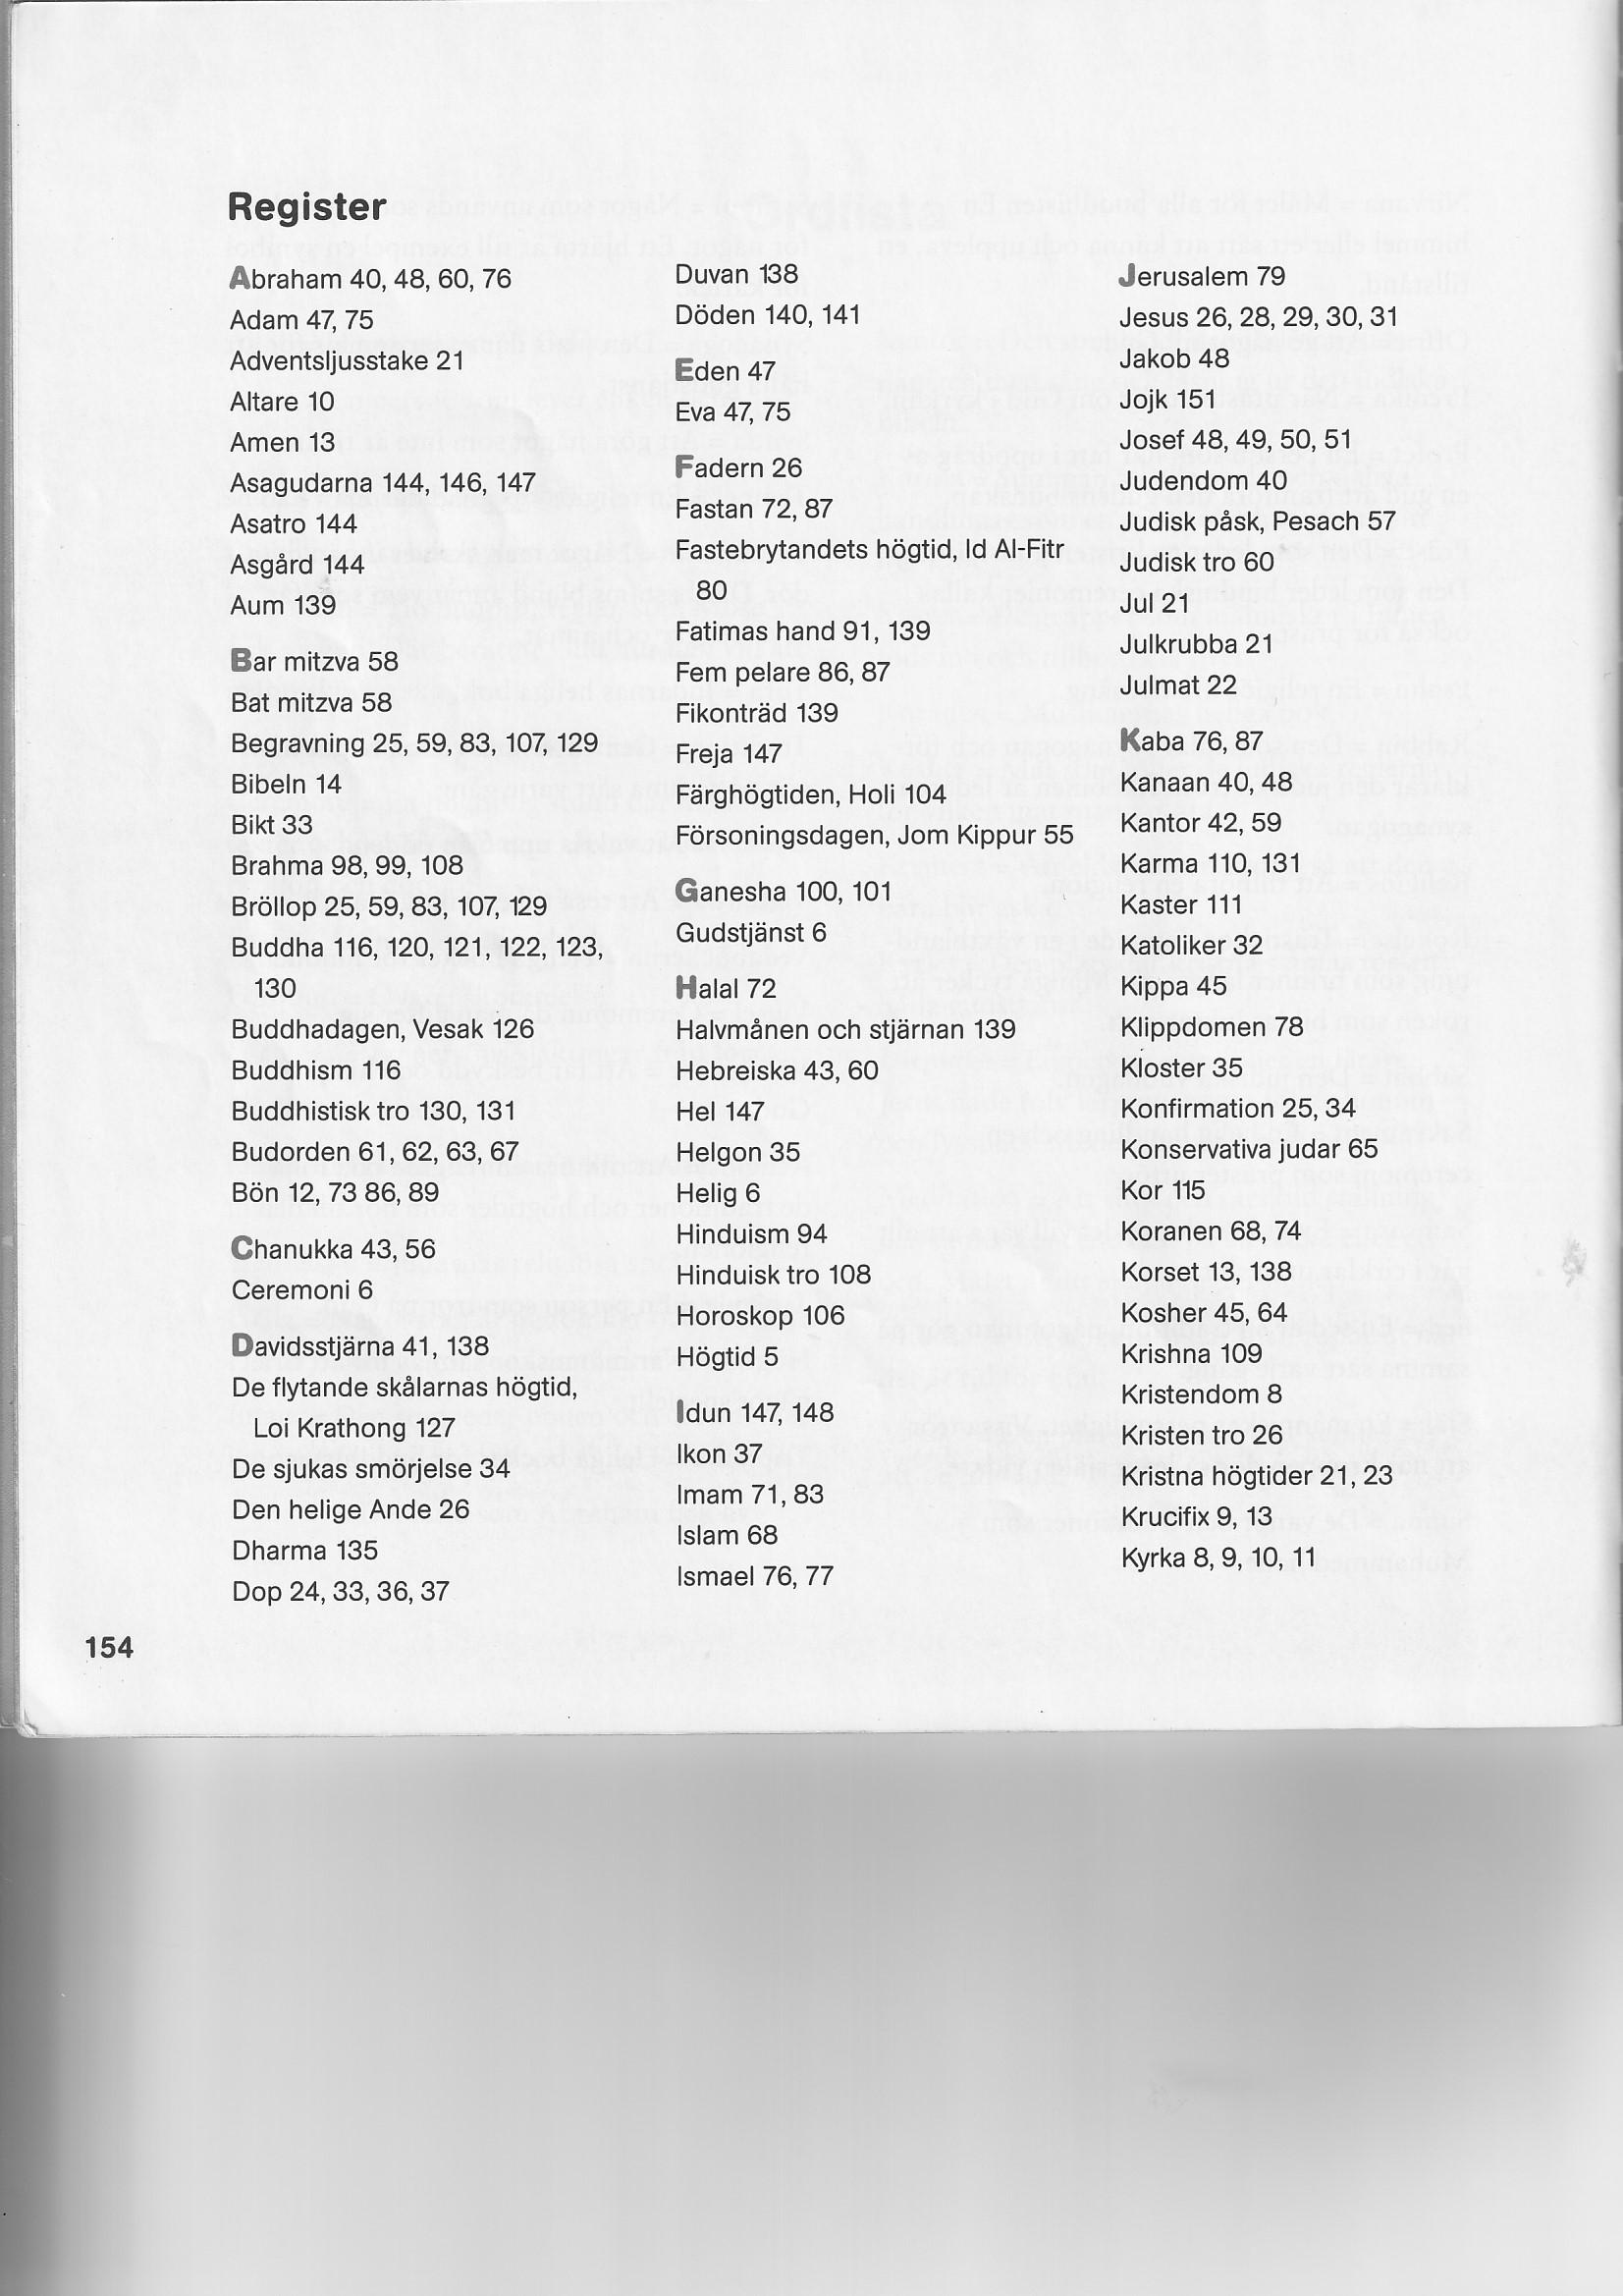 Register
Abraham 40, 48, 60, 76
Adam 47, 75
Adventsljusstake 21
Altare 10
Amen 13
Asagudarna 144, 146, 147
Asatro 144
Asgård 144
Aum 139
Bar mitzva 58
Bat mitzva 58
Begravning 25, 59, 83, 107, 129
Bibeln 14
Bikt 33
Brahma 98, 99, 108
Bröllop 25, 59, 83, 107, 129
Buddha 116, 120, 121, 122, 123,
130
Buddhadagen, Vesak 126
Buddhism 116
Buddhistisk tro 130, 131
Budorden 61, 62, 63, 67
Bön 12, 73 86, 89
Chanukka 43, 56
Ceremoni 6
Davidsstjärna 41, 138
De flytande skålarnas högtid,
Loi Krathong 127
De sjukas smörjelse 34
Den helige Ande 26
Dharma 135
Dop 24, 33, 36, 37
Duvan 138
Döden 140, 141
Eden 47
Eva 47, 75
Fadern 26
Fastan 72, 87
Fastebrytandets högtid, Id Al-Fitr
80
Fatimas hand 91, 139
Fem pelare 86, 87
Fikonträd 139
Freja 147
Färghögtiden, Holi 104
Försoningsdagen, Jom Kippur 55
Ganesha 100, 101
Gudstjänst 6
Halal 72
Halvmånen och stjärnan 139
Hebreiska 43, 60
Hel 147
Helgon 35
Helig 6
Hinduism 94
Hinduisk tro 108
Horoskop 106
Högtid 5
Idun 147, 148
Ikon 37
Imam 71, 83
Islam 68
Ismael 76, 77
Jerusalem 79
Jesus 26, 28, 29, 30, 31
Jakob 48
Jojk 151
Josef 48, 49, 50, 51
Judendom 40
Judisk påsk, Pesach 57
Judisk tro 60
Jul 21
Julkrubba 21
Julmat 22
Kaba 76, 87
Kanaan 40, 48
Kantor 42, 59
Karma 110, 131
Kaster 111
Katoliker 32
Kippa 45
Klippdomen 78
Kloster 35
Konfirmation 25, 34
Konservativa judar 65
Kor 115
Koranen 68, 74
Korset 13, 138
Kosher 45, 64
Krishna 109
Kristendom 8
Kristen tro 26
Kristna högtider 21, 23
Krucifix 9, 13
Kyrka 8, 9, 10, 11
154